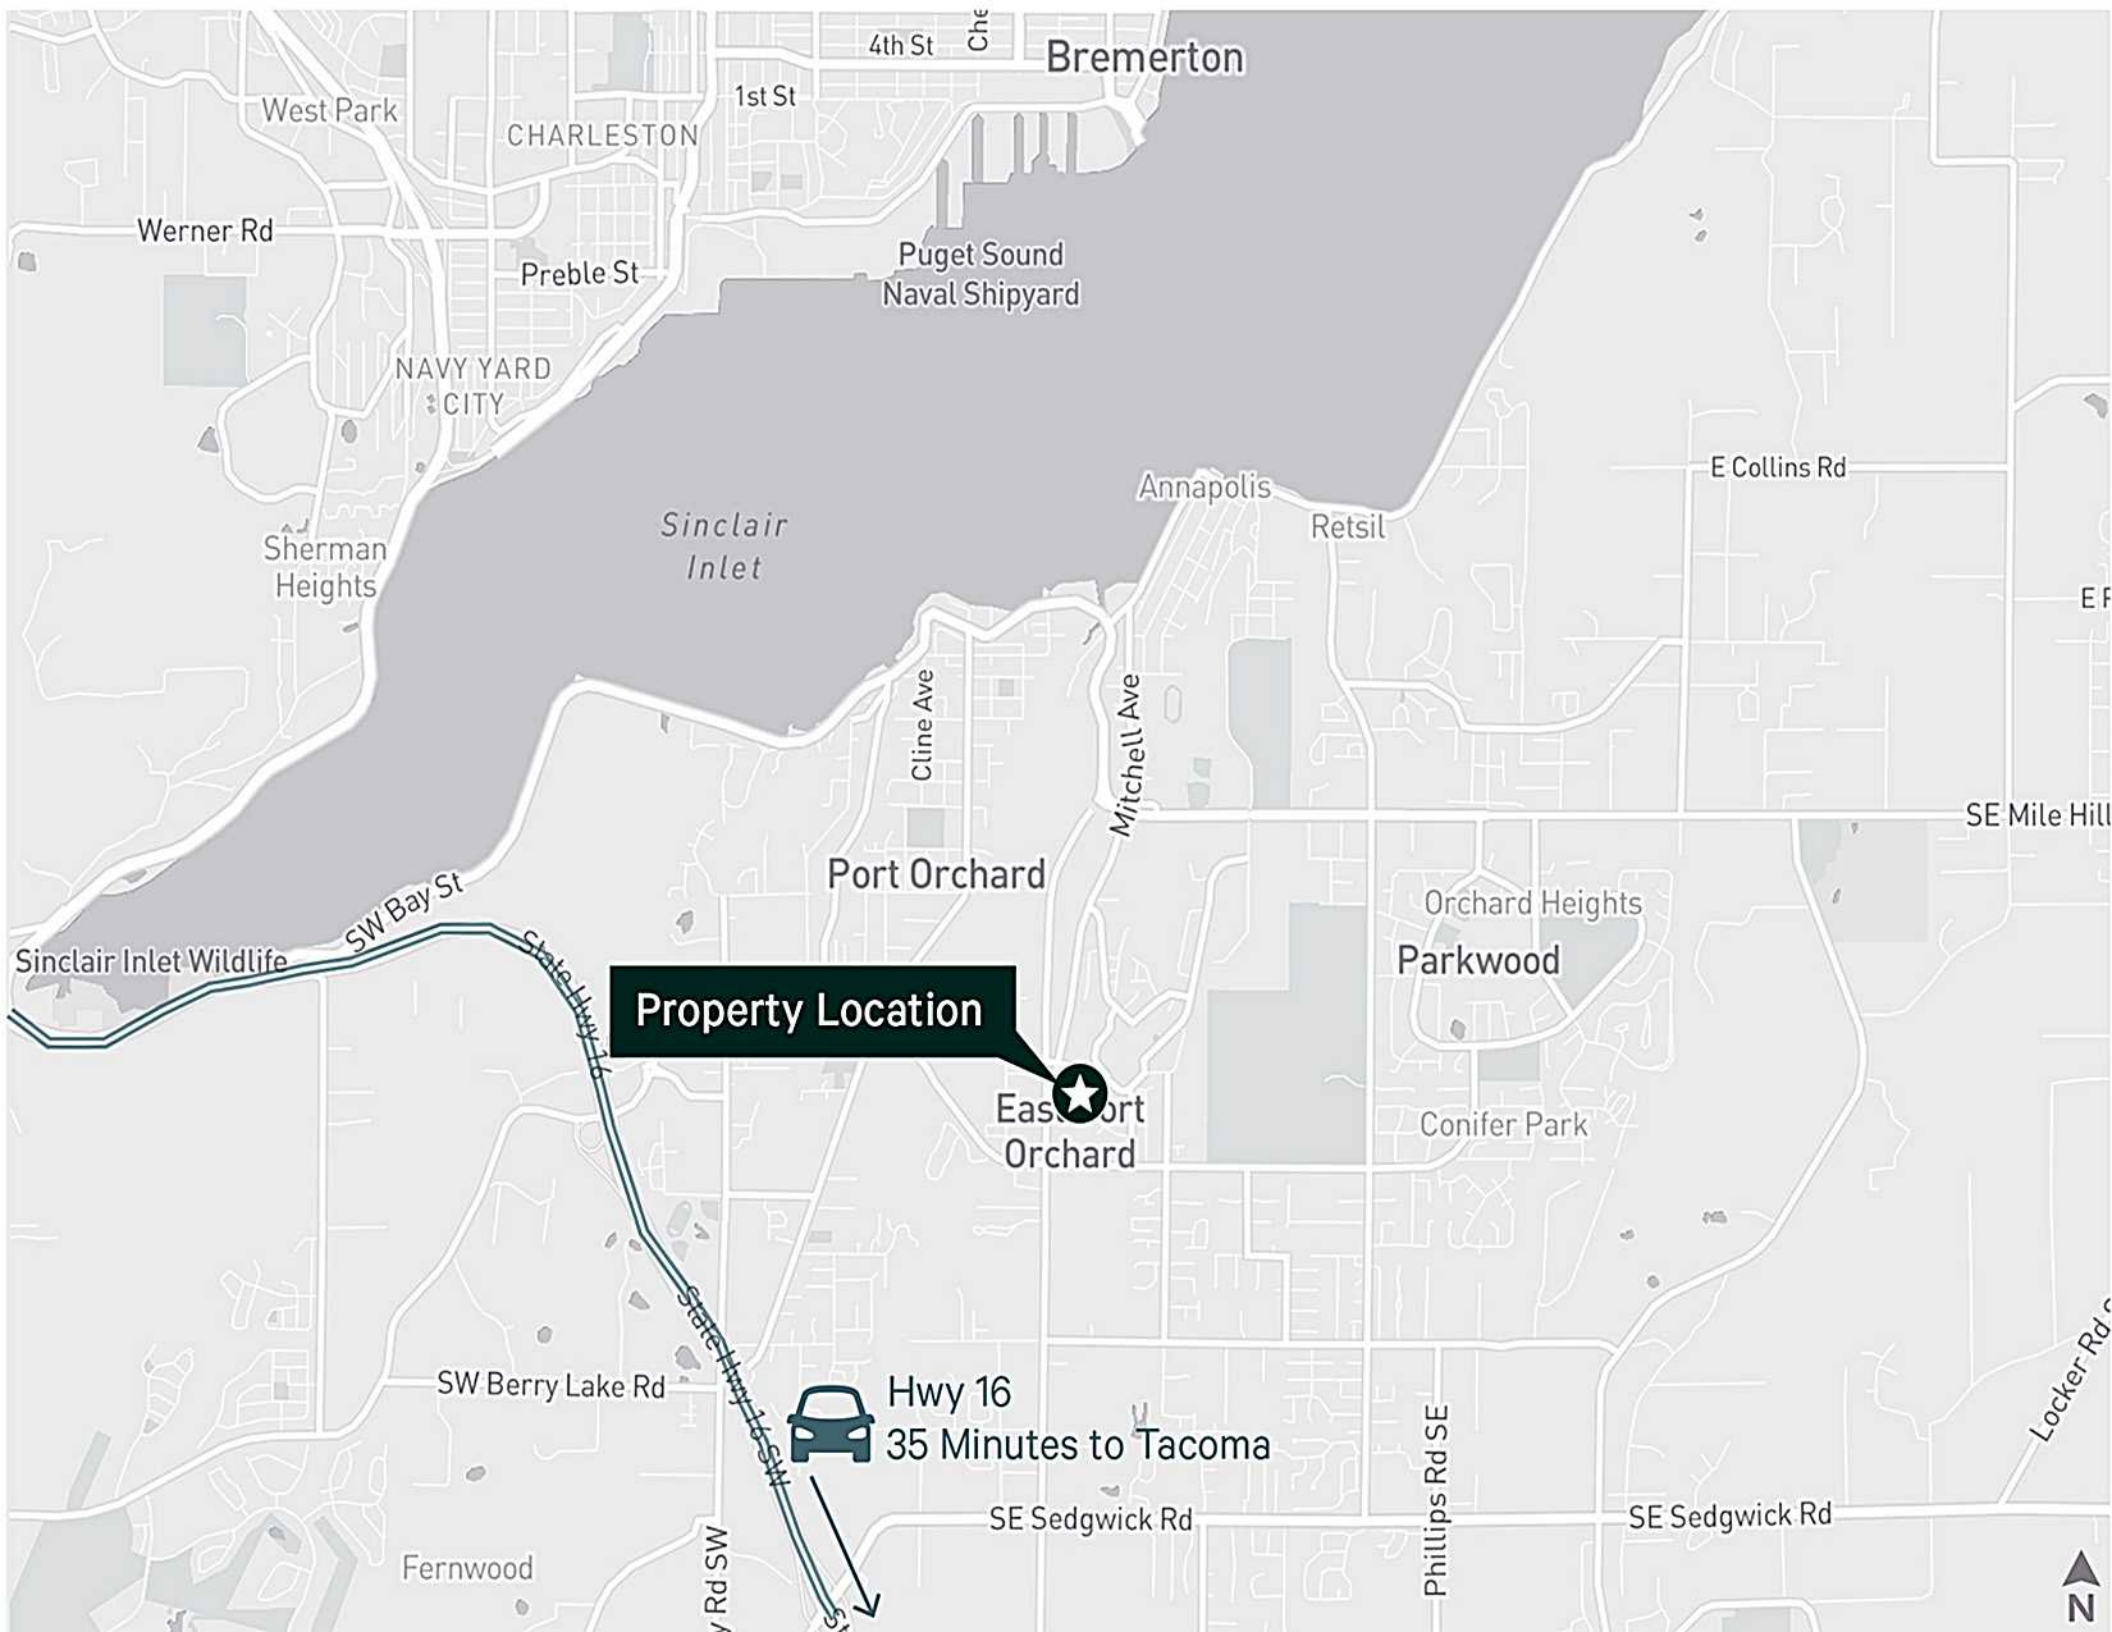 4th St
Che
Bremerton
1st St
West Park
CHARLESTON
Werner Rd
Puget Sound
Naval Shipyard
Preble St
NAVY YARD
CITY
E Collins Rd
Annapolis
Retsil
Sinclair
Inlet
Sherman
Heights
Cline Ave
Mitchell Ave
SE Mile Hill
Port Orchard
SW Bay St
Orchard Heights
Parkwood
Sinclair Inlet Wildlife
State Hwy 16
Property Location
Orchard
Conifer Park
State Hwy 16 SW
SW Berry Lake Rd
Hwy 16
35 Minutes to Tacoma
Locker Rd
Phillips Rd SE
SE Sedgwick Rd
SE Sedgwick Rd
Rd SW
Fernwood
N